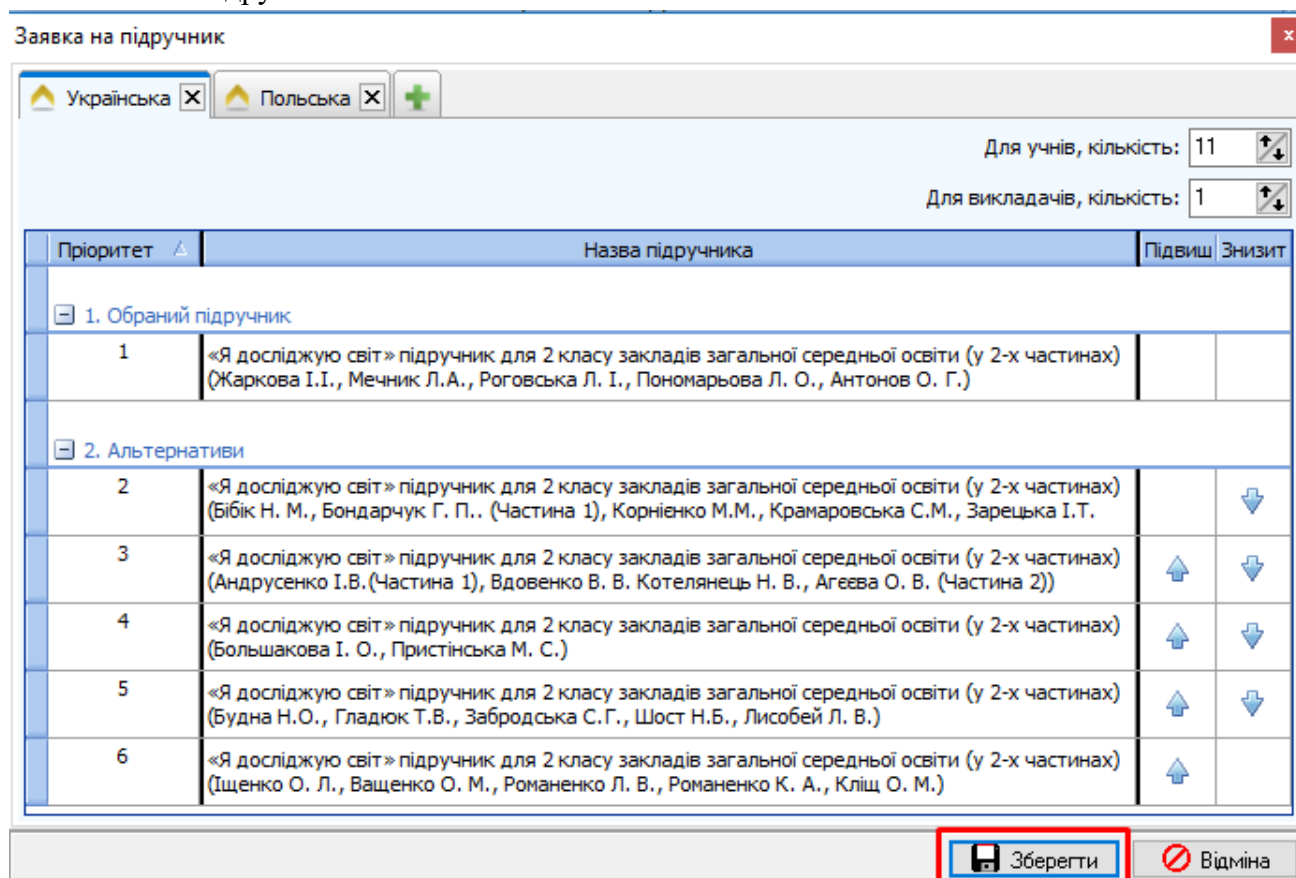 Заявка на підручник
x
Українська
Польська
Для учнів, кількість: 11
Для викладачів, кількість: 1
Пріоритет Назва підручника Підвиш Знизит
1. Обраний підручник
1
«Я досліджую світ» підручник для 2 класу закладів загальної середньої освіти (у 2-х частинах)
(Жаркова І.І., Мечник Л.А., Роговська Л. І., Пономарьова Л. О., Антонов О. Г.)
2. Альтернативи
2
«Я досліджую світ» підручник для 2 класу закладів загальної середньої освіти (у 2-х частинах)
(Бібік Н. М., Бондарчук Г. П.. (Частина 1), Корнієнко М.М., Крамаровська С.М., Зарецька І.Т.
3
«Я досліджую світ» підручник для 2 класу закладів загальної середньої освіти (у 2-х частинах)
(Андрусенко І.В.(Частина 1), Вдовенко В. В. Котелянець Н. В., Агеєва О. В. (Частина 2))
4
«Я досліджую світ» підручник для 2 класу закладів загальної середньої освіти (у 2-х частинах)
(Большакова І. О., Пристінська М. С.)
5
«Я досліджую світ» підручник для 2 класу закладів загальної середньої освіти (у 2-х частинах)
(Будна Н.О., Гладюк Т.В., Забродська С.Г., Шост Н.Б., Лисобей Л. В.)
6
«Я досліджую світ» підручник для 2 класу закладів загальної середньої освіти (у 2-х частинах)
(Іщенко О. Л., Ващенко О. М., Романенко Л. В., Романенко К. А., Кліщ О. М.)
Зберегти
Відміна